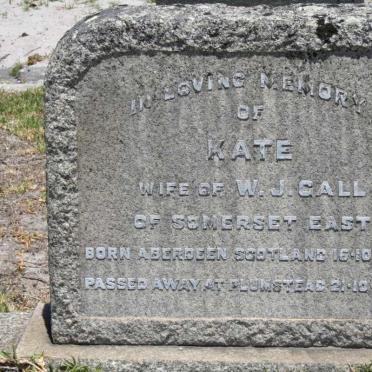 IN LOVING MEMORY
OF
KATE
WIFE OF W.J. GALL
OF SOMERSET EAST
BORN ABERDEEN SCOTLAND 16·10
PASSED AWAY AT PLUMSTEAD 21·10